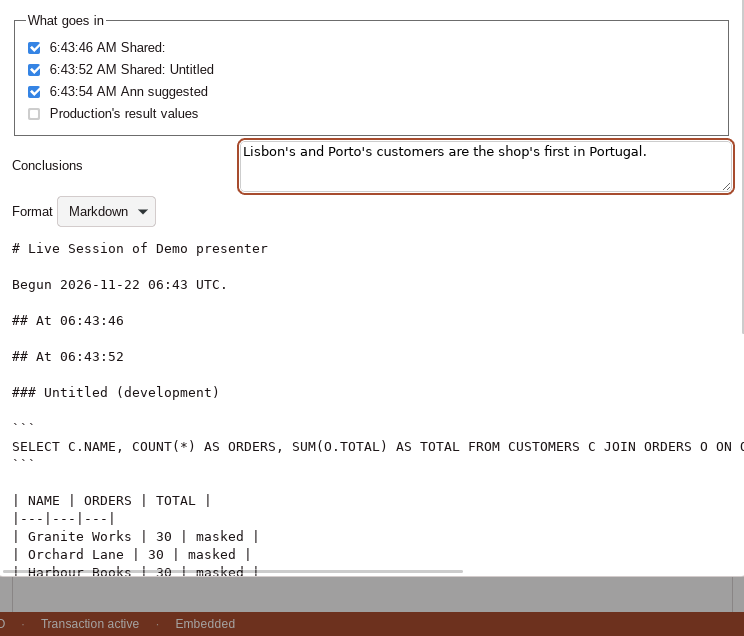 What goes in
6:43:46 AM Shared:
6:43:52 AM Shared: Untitled
6:43:54 AM Ann suggested
Production's result values
Conclusions
Lisbon's and Porto's customers are the shop's first in Portugal.
Format Markdown
# Live Session of Demo presenter
Begun 2026-11-22 06:43 UTC.
## At 06:43:46
## At 06:43:52
### Untitled (development)
```
SELECT C.NAME, COUNT(*) AS ORDERS, SUM(O.TOTAL) AS TOTAL FROM CUSTOMERS C JOIN ORDERS O ON
```
| NAME | ORDERS | TOTAL |
|---|---|---|
| Granite Works | 30 | masked |
| Orchard Lane | 30 | masked |
| Harbour Books | 30 | masked |
· Transaction active · Embedded